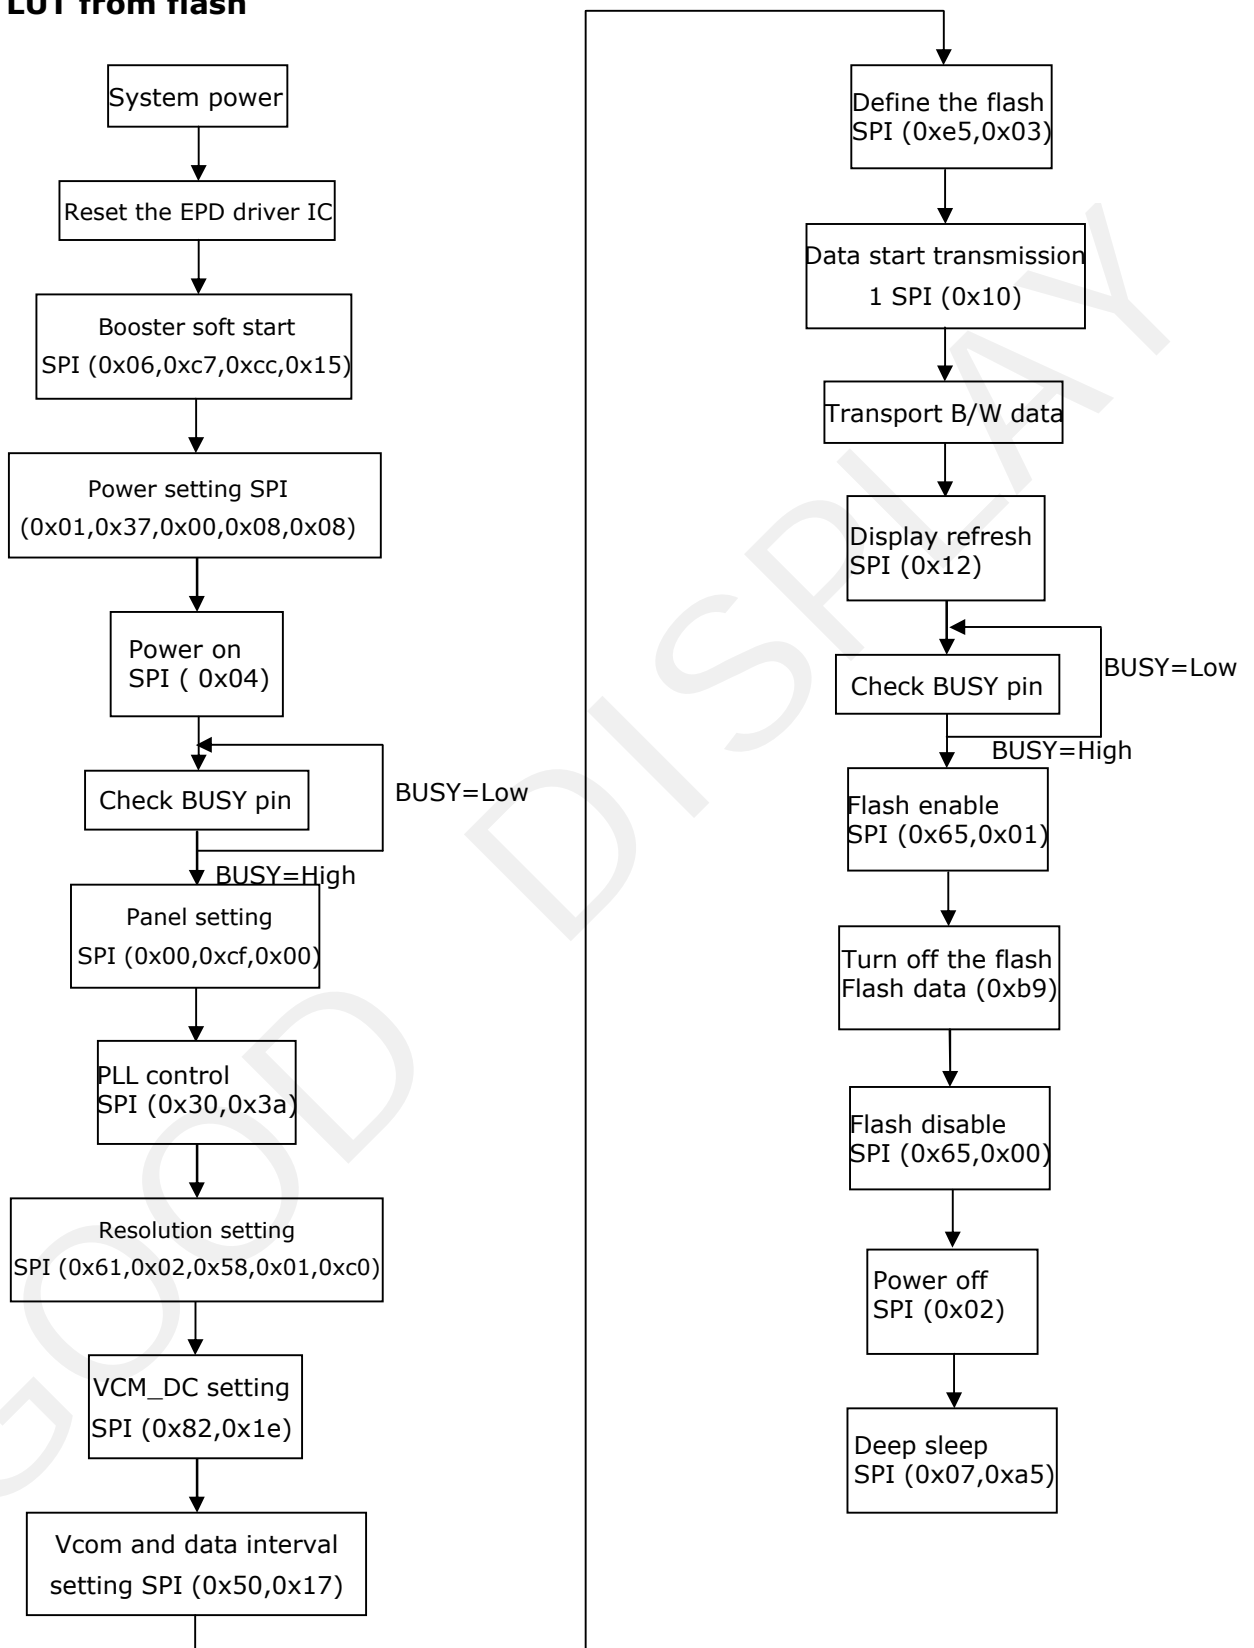 LUT from flash
System power
Reset the EPD driver IC
Booster soft start
SPI (0x06,0xc7,0xcc,0x15)
Power setting SPI
(0x01,0x37,0x00,0x08,0x08)
Power on
SPI ( 0x04)
Check BUSY pin
BUSY=Low
BUSY=High
Panel setting
SPI (0x00,0xcf,0x00)
PLL control
SPI (0x30,0x3a)
Resolution setting
SPI (0x61,0x02,0x58,0x01,0xc0)
VCM_DC setting
SPI (0x82,0x1e)
Vcom and data interval
setting SPI (0x50,0x17)
Define the flash
SPI (0xe5,0x03)
Data start transmission
1 SPI (0x10)
Transport B/W data
Display refresh
SPI (0x12)
Check BUSY pin
BUSY=Low
BUSY=High
Flash enable
SPI (0x65,0x01)
Turn off the flash
Flash data (0xb9)
Flash disable
SPI (0x65,0x00)
Power off
SPI (0x02)
Deep sleep
SPI (0x07,0xa5)
GOOD DISPLAY